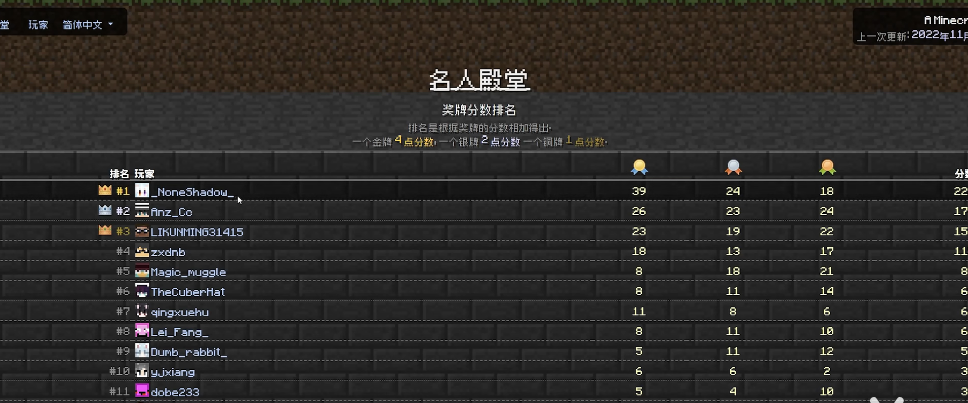 堂 玩家 简体中文
A Minecr
上一次更新: 2022年11月
名人殿堂
奖牌分数排名
排名是根据奖牌的分数相加得出.
一个金牌 4 点分数, 一个银牌 2 点分数 一个铜牌 1 点分数.
排名 玩家 分数
#1 _NoneShadow_ 39 24 18 22
#2 Anz_Co 26 23 24 17
#3 LIKUNMING31415 23 19 22 15
#4 zxdnb 18 13 17 11
#5 Magic_muggle 8 18 21 8
#6 TheCuberHat 8 11 14 6
#7 qingxuehu 11 8 6 6
#8 Lei_Fang_ 8 11 10 6
#9 Dumb_rabbit_ 5 11 12 5
#10 yjxiang 6 6 2 3
#11 dobe233 5 4 10 3